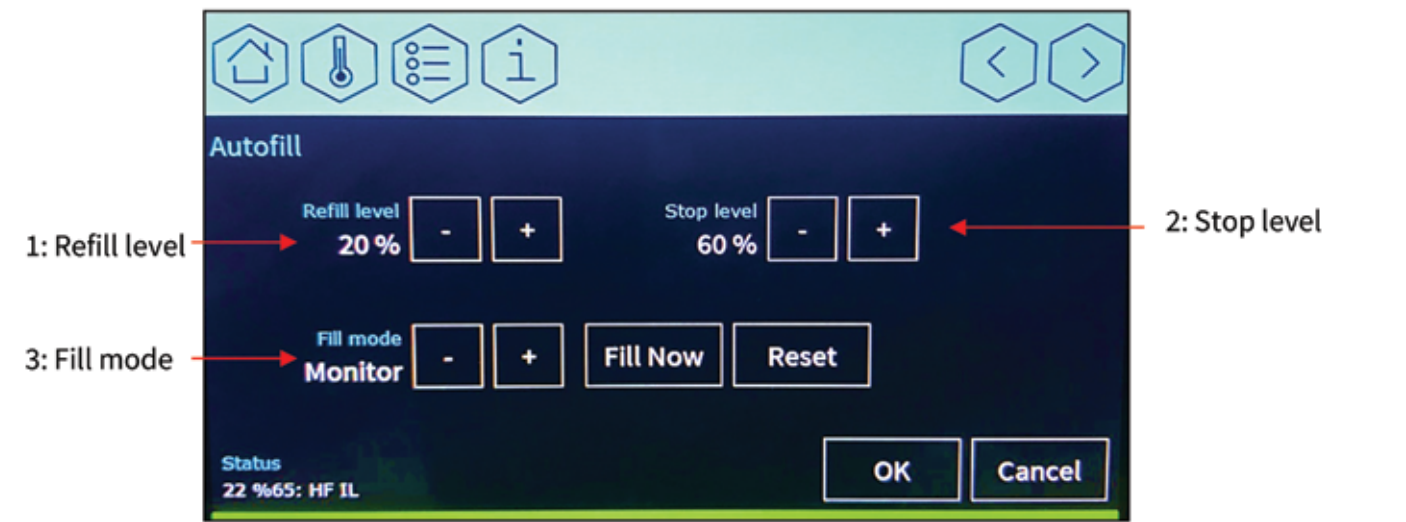 Autofill
Refill level
20 %
- +
Stop level
60 %
- +
1: Refill level
2: Stop level
Fill mode
Monitor
- +
Fill Now
Reset
3: Fill mode
Status
22 %65: HF IL
OK
Cancel